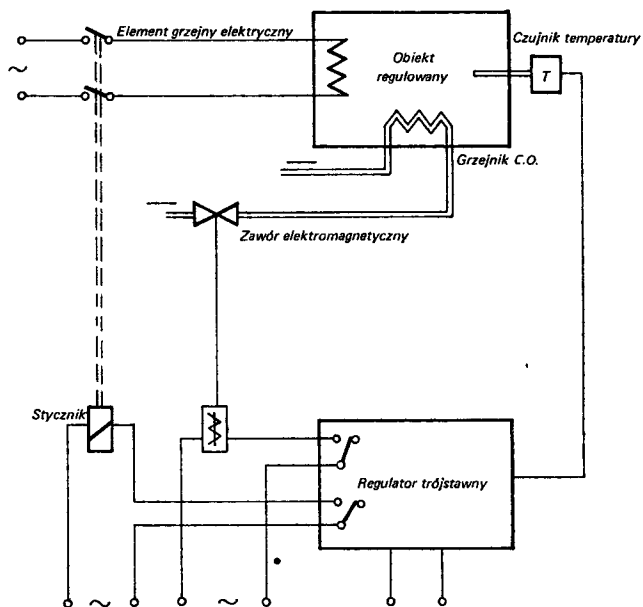 Element grzejny elektryczny
Czujnik temperatury
~
Obiekt
regulowany
T
Grzejnik C.O.
Zawór elektromagnetyczny
Stycznik
Regulator trójstawny
~
~